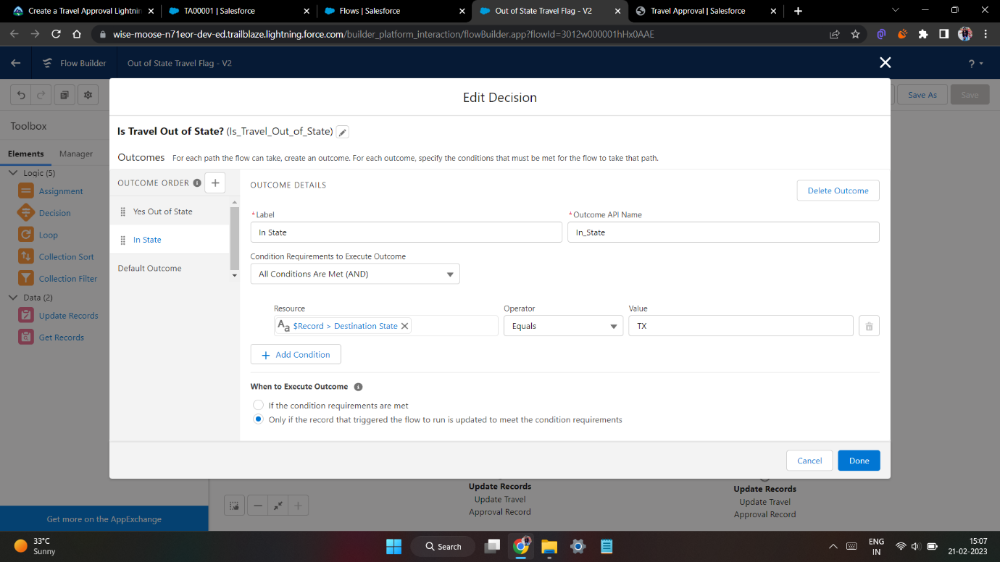 Create a Travel Approval Lightnin
TA00001 | Salesforce
Flows | Salesforce
Out of State Travel Flag - V2
Travel Approval | Salesforce
wise-moose-n71eor-dev-ed.trailblaze.lightning.force.com/builder_platform_interaction/flowBuilder.app?flowId=3012w000001hHx0AAE
Flow Builder
Out of State Travel Flag - V2
?
Save As
Save
Toolbox
Elements
Manager
Logic (5)
Assignment
Decision
Loop
Collection Sort
Collection Filter
Data (2)
Update Records
Get Records
Get more on the AppExchange
Edit Decision
Is Travel Out of State? (Is_Travel_Out_of_State)
Outcomes For each path the flow can take, create an outcome. For each outcome, specify the conditions that must be met for the flow to take that path.
OUTCOME ORDER
Yes Out of State
In State
Default Outcome
OUTCOME DETAILS
Delete Outcome
*Label
In State
*Outcome API Name
In_State
Condition Requirements to Execute Outcome
All Conditions Are Met (AND)
Resource
Operator
Value
Aa $Record > Destination State
Equals
TX
+ Add Condition
When to Execute Outcome
If the condition requirements are met
Only if the record that triggered the flow to run is updated to meet the condition requirements
Cancel
Done
Update Records
Update Travel
Approval Record
Update Records
Update Travel
Approval Record
33°C
Sunny
Search
ENG
IN
15:07
21-02-2023